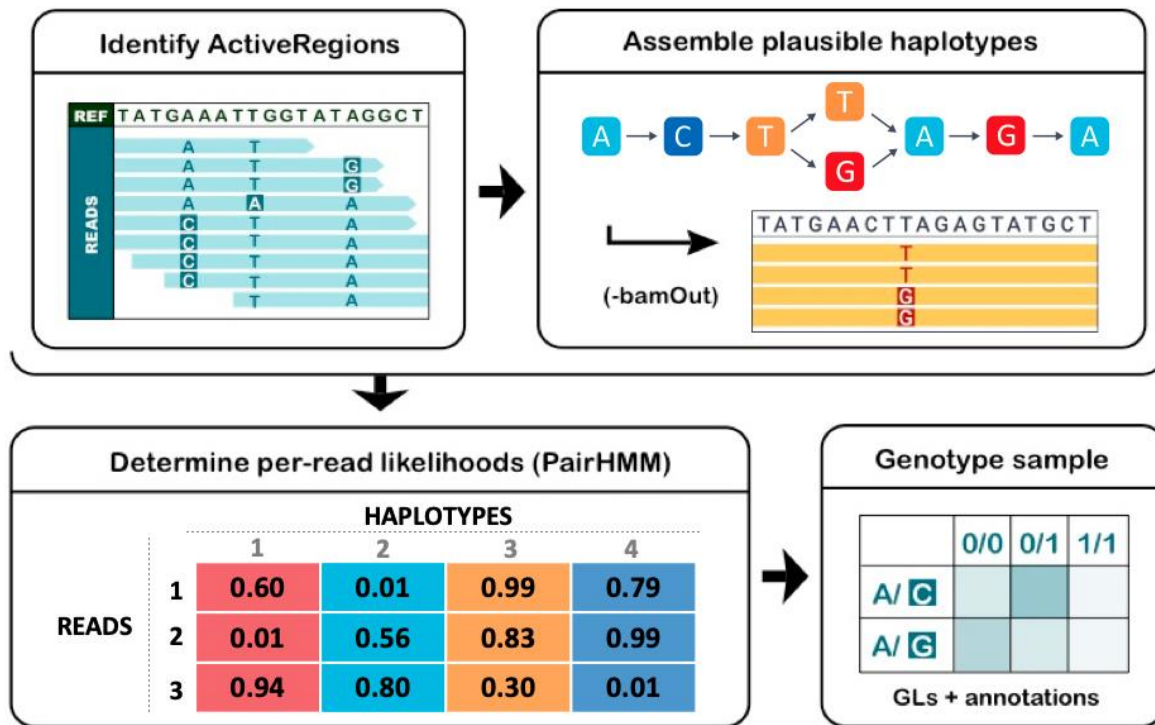 Identify ActiveRegions
REF TATGAAATTGGTATAGGCT
READS
A T
A T G
A T G
A A A
C T A
C T A
C T A
C T A
T A
Assemble plausible haplotypes
A C T T G A G A
(-bamOut)
TATGAACTTAGAGTATGCT
T
T
G
G
Determine per-read likelihoods (PairHMM)
HAPLOTYPES
1 2 3 4
READS
1 0.60 0.01 0.99 0.79
2 0.01 0.56 0.83 0.99
3 0.94 0.80 0.30 0.01
Genotype sample
0/0 0/1 1/1
A/ C
A/ G
GLs + annotations